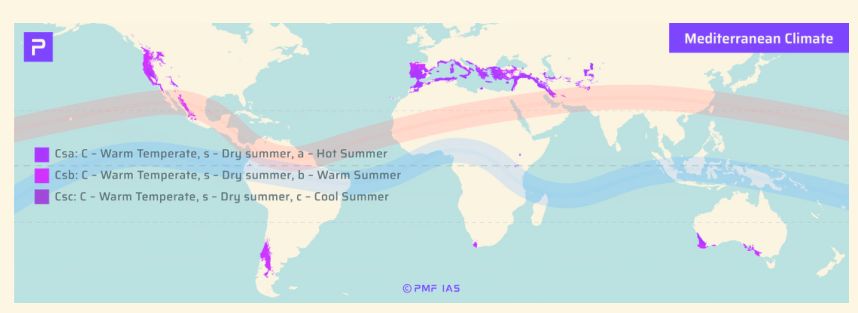 P
Mediterranean Climate
Csa: C – Warm Temperate, s – Dry summer, a – Hot Summer
Csb: C – Warm Temperate, s – Dry summer, b – Warm Summer
Csc: C – Warm Temperate, s – Dry summer, c – Cool Summer
© PMF IAS